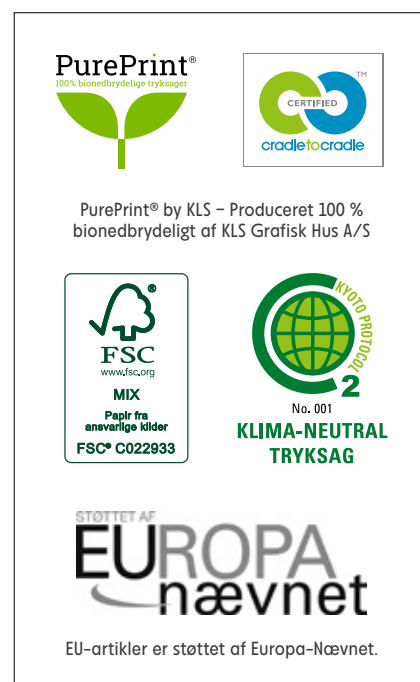 PurePrint®
100% bionedbrydelige tryksager
CERTIFIED
TM
cradletocradle
PurePrint® by KLS – Produceret 100 %
bionedbrydeligt af KLS Grafisk Hus A/S
®
FSC
www.fsc.org
MIX
Papir fra
ansvarlige kilder
FSC® C022933
KYOTO PROTOCOL
2
No. 001
KLIMA-NEUTRAL
TRYKSAG
STØTTET AF
EUROPA
nævnet
EU-artikler er støttet af Europa-Nævnet.